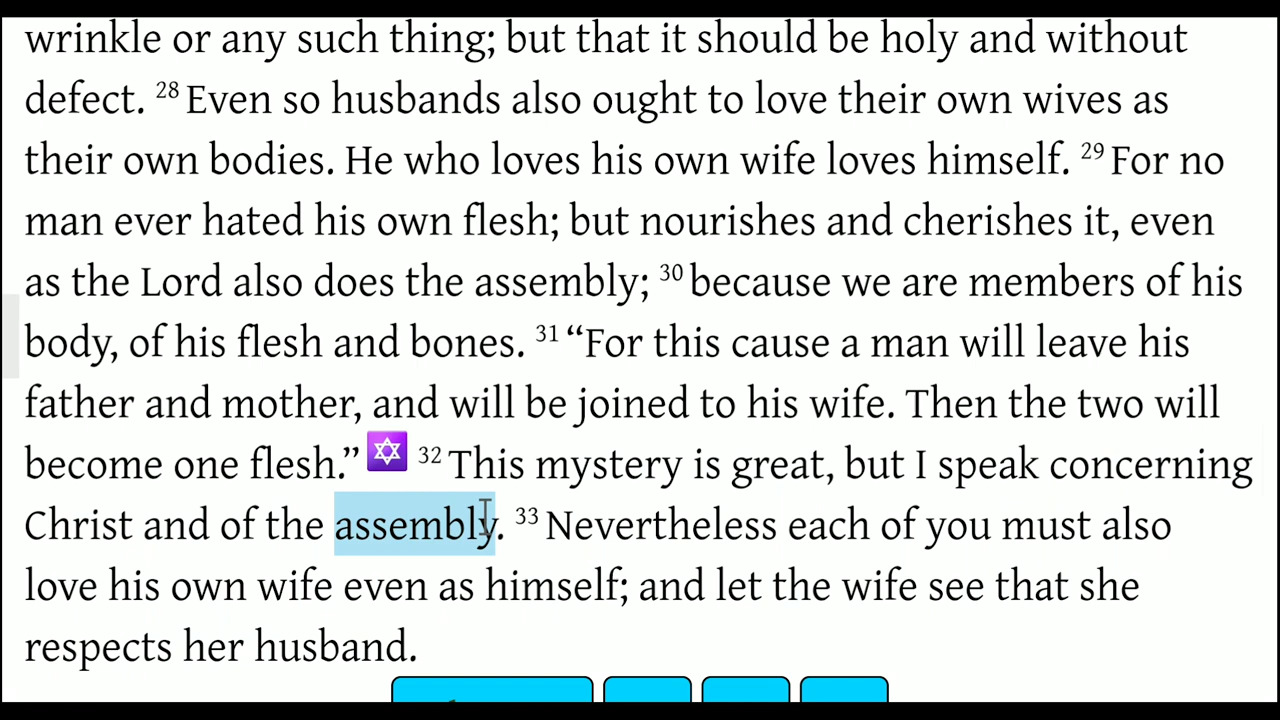 wrinkle or any such thing; but that it should be holy and without
defect. 28 Even so husbands also ought to love their own wives as
their own bodies. He who loves his own wife loves himself. 29 For no
man ever hated his own flesh; but nourishes and cherishes it, even
as the Lord also does the assembly; 30 because we are members of his
body, of his flesh and bones. 31 “For this cause a man will leave his
father and mother, and will be joined to his wife. Then the two will
become one flesh.”🔯 32 This mystery is great, but I speak concerning
Christ and of the assembly. 33 Nevertheless each of you must also
love his own wife even as himself; and let the wife see that she
respects her husband.